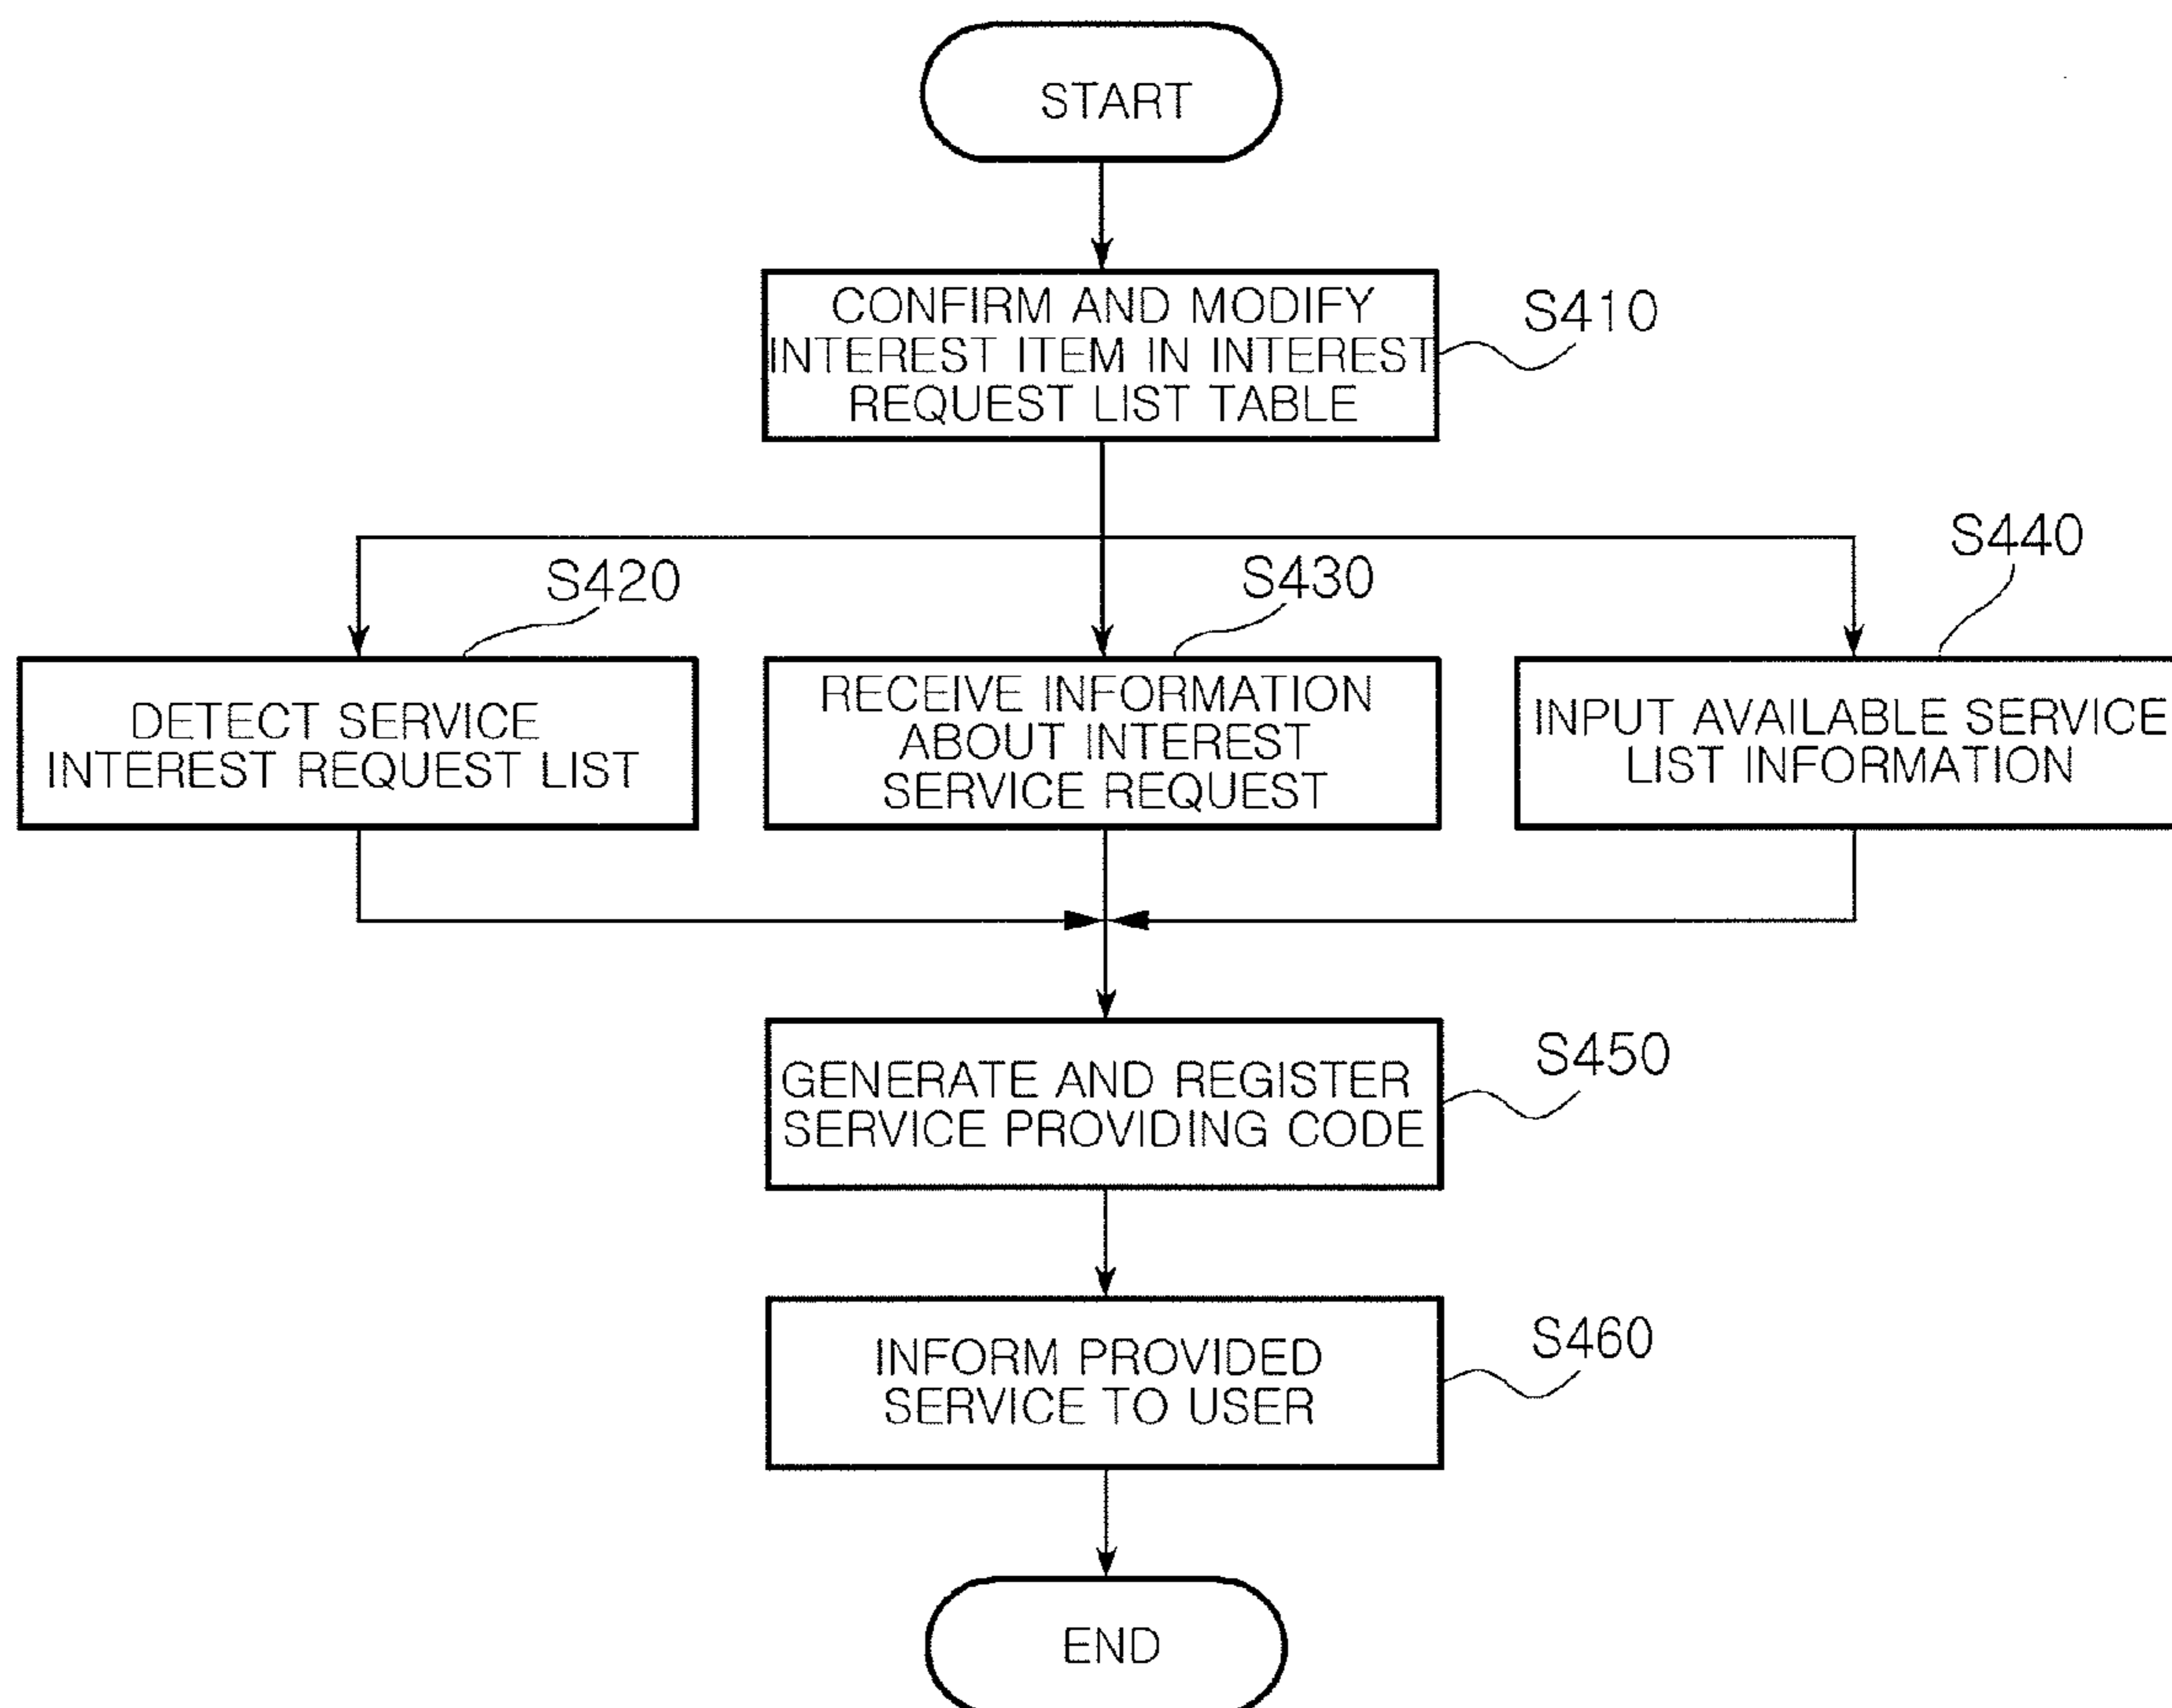 START
CONFIRM AND MODIFY
INTEREST ITEM IN INTEREST
REQUEST LIST TABLE
S410
S420
S430
S440
DETECT SERVICE
INTEREST REQUEST LIST
RECEIVE INFORMATION
ABOUT INTEREST
SERVICE REQUEST
INPUT AVAILABLE SERVICE
LIST INFORMATION
GENERATE AND REGISTER
SERVICE PROVIDING CODE
S450
INFORM PROVIDED
SERVICE TO USER
S460
END